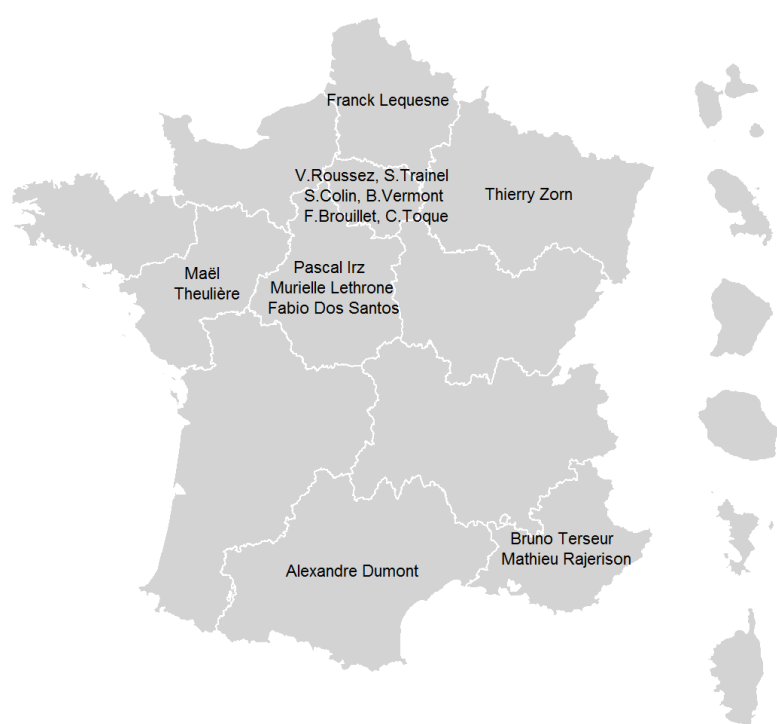 Franck Lequesne
V.Roussez, S.Trainel
S.Colin, B.Vermont
F.Brouillet, C.Toque
Thierry Zorn
Maël
Theulière
Pascal Irz
Murielle Lethrone
Fabio Dos Santos
Bruno Terseur
Mathieu Rajerison
Alexandre Dumont